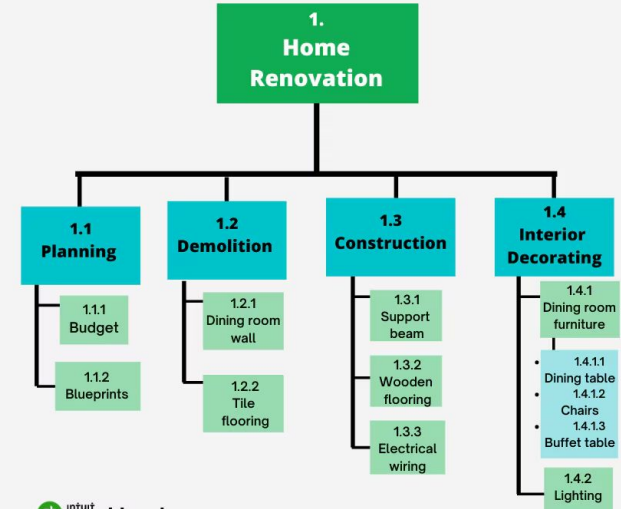 1.
Home
Renovation
1.1
Planning
1.2
Demolition
1.3
Construction
1.4
Interior
Decorating
1.1.1
Budget
1.1.2
Blueprints
1.2.1
Dining room
wall
1.2.2
Tile
flooring
1.3.1
Support
beam
1.3.2
Wooden
flooring
1.3.3
Electrical
wiring
1.4.1
Dining room
furniture
1.4.1.1
Dining table
1.4.1.2
Chairs
1.4.1.3
Buffet table
1.4.2
Lighting
ıntuıt